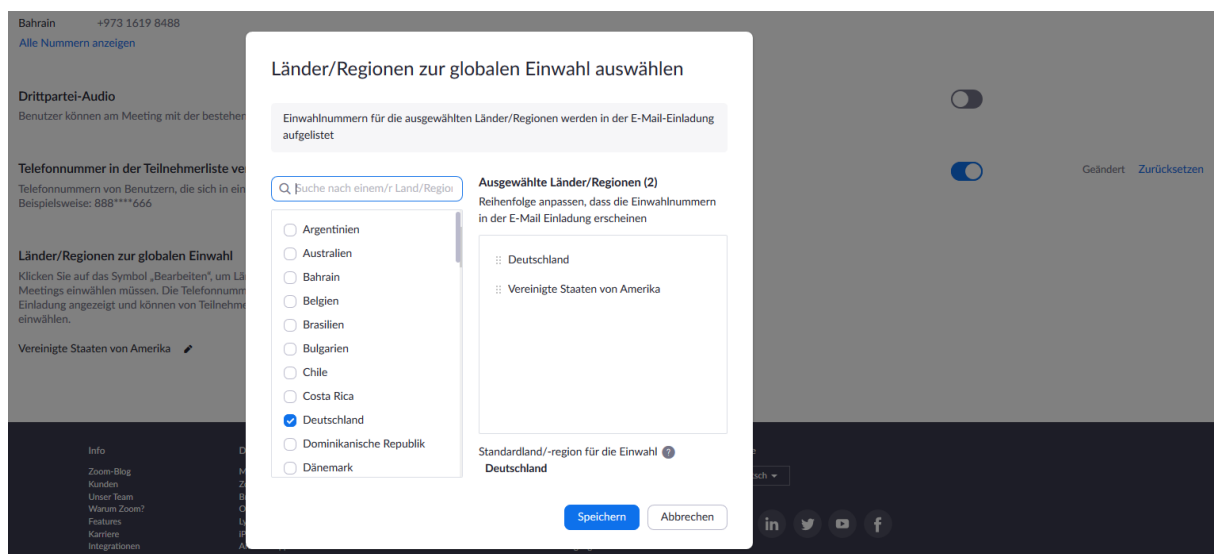 Bahrain +973 1619 8488
Alle Nummern anzeigen
Drittpartei-Audio
Benutzer können am Meeting mit der bestehen
Telefonnummer in der Teilnehmerliste ve
Geändert Zurücksetzen
Telefonnummern von Benutzern, die sich in ein
Beispielsweise: 888****666
Länder/Regionen zur globalen Einwahl
Klicken Sie auf das Symbol „Bearbeiten“, um Lä
Meetings einwählen müssen. Die Telefonnumm
Einladung angezeigt und können von Teilnehme
einwählen.
Vereinigte Staaten von Amerika
Länder/Regionen zur globalen Einwahl auswählen
Einwahlnummern für die ausgewählten Länder/Regionen werden in der E-Mail-Einladung
aufgelistet
Suche nach einem/r Land/Region
Argentinien
Australien
Bahrain
Belgien
Brasilien
Bulgarien
Chile
Costa Rica
Deutschland
Dominikanische Republik
Dänemark
Ausgewählte Länder/Regionen (2)
Reihenfolge anpassen, dass die Einwahlnummern
in der E-Mail Einladung erscheinen
Deutschland
Vereinigte Staaten von Amerika
Standardland/-region für die Einwahl ?
Deutschland
Speichern Abbrechen
Info
Zoom-Blog
Kunden
Unser Team
Warum Zoom?
Features
Karriere
Integrationen